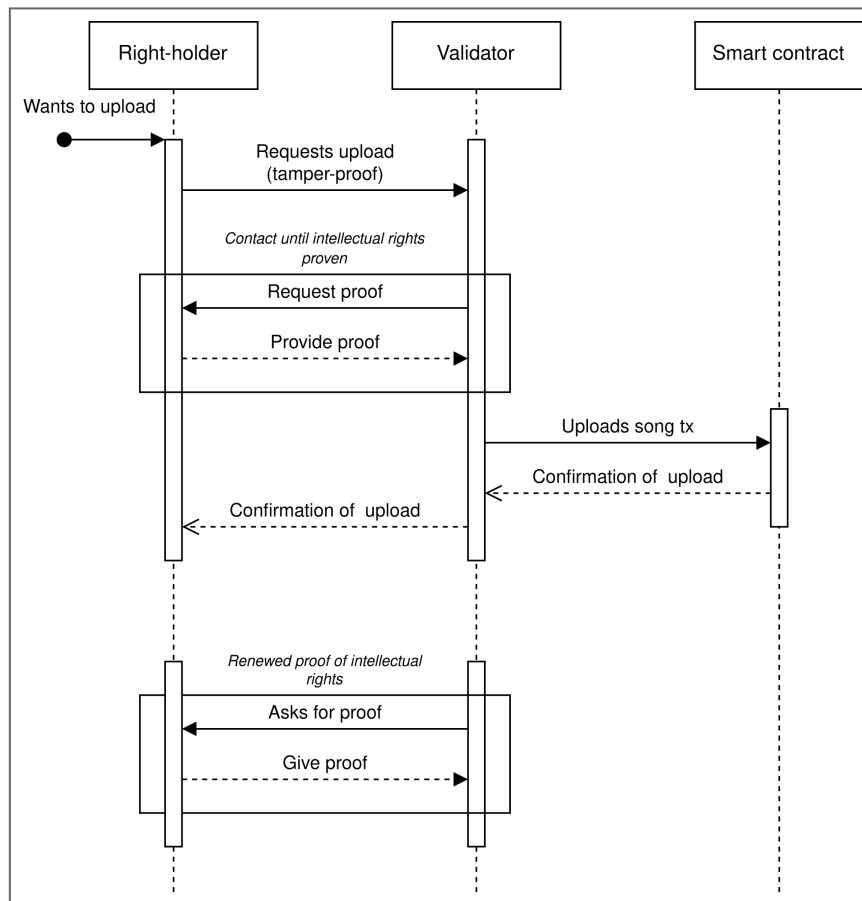 Right-holder
Validator
Smart contract
Wants to upload
Requests upload
(tamper-proof)
Contact until intellectual rights
proven
Request proof
Provide proof
Uploads song tx
Confirmation of  upload
Confirmation of  upload
Renewed proof of intellectual
rights
Asks for proof
Give proof